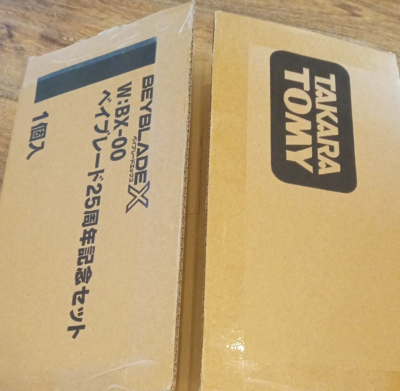 BEYBLADE X
ベイブレードエックス
W:BX-00
ベイブレード25周年記念セット
1個入
TAKARA
TOMY